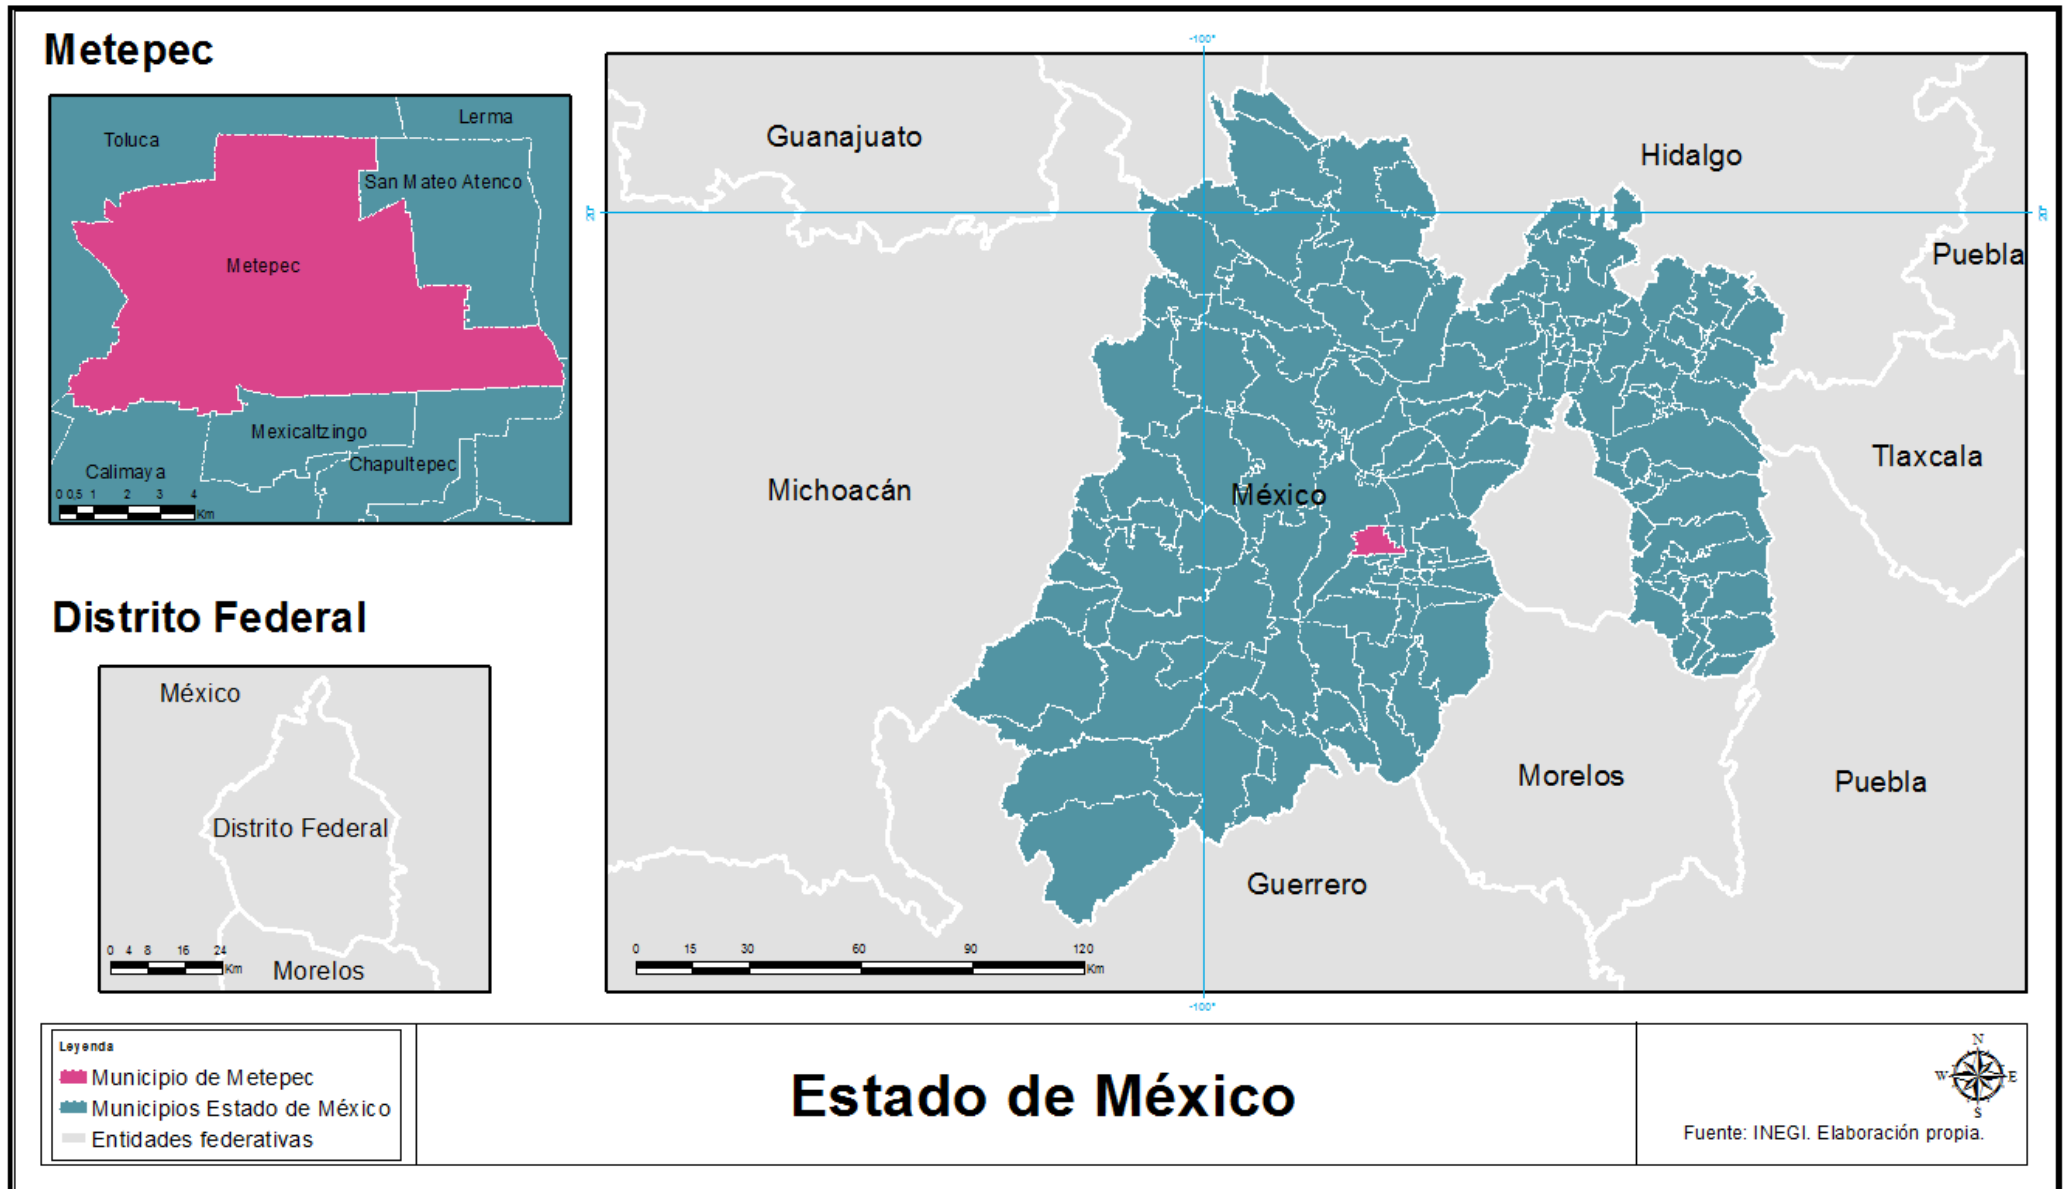 Metepec
Toluca
Lerma
San Mateo Atenco
Metepec
Mexicaltzingo
Chapultepec
Calimaya
0 0,5 1 2 3 4
Km
Distrito Federal
México
Distrito Federal
Morelos
0 4 8 16 24
Km
-100°
Guanajuato
Hidalgo
20°
20°
Puebla
Tlaxcala
Michoacán
México
Morelos
Puebla
Guerrero
0 15 30 60 90 120
Km
-100°
Leyenda
Municipio de Metepec
Municipios Estado de México
Entidades federativas
Estado de México
N
W E
S
Fuente: INEGI. Elaboración propia.